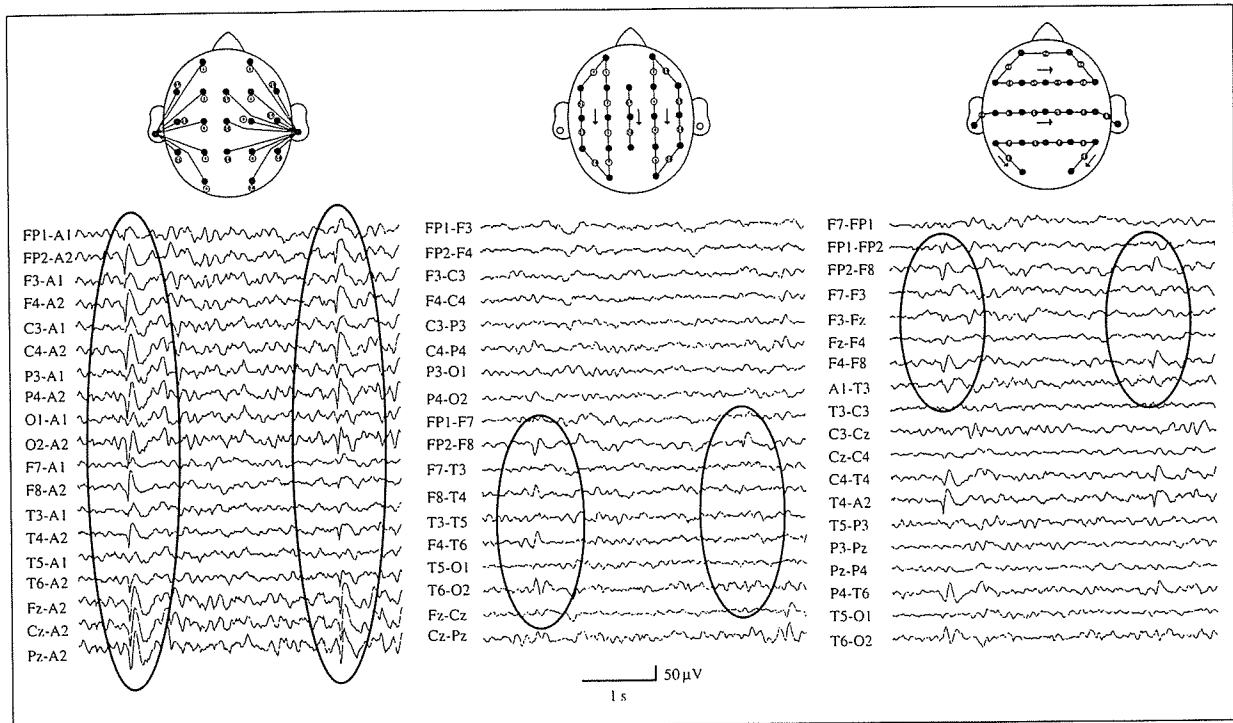 FP1-A1
FP2-A2
F3-A1
F4-A2
C3-A1
C4-A2
P3-A1
P4-A2
O1-A1
O2-A2
F7-A1
F8-A2
T3-A1
T4-A2
T5-A1
T6-A2
Fz-A2
Cz-A2
Pz-A2
FP1-F3
FP2-F4
F3-C3
F4-C4
C3-P3
C4-P4
P3-O1
P4-O2
FP1-F7
FP2-F8
F7-T3
F8-T4
T3-T5
F4-T6
T5-O1
T6-O2
Fz-Cz
Cz-Pz
50 μV
1 s
F7-FP1
FP1-FP2
FP2-F8
F7-F3
F3-Fz
Fz-F4
F4-F8
A1-T3
T3-C3
C3-Cz
Cz-C4
C4-T4
T4-A2
T5-P3
P3-Pz
Pz-P4
P4-T6
T5-O1
T6-O2